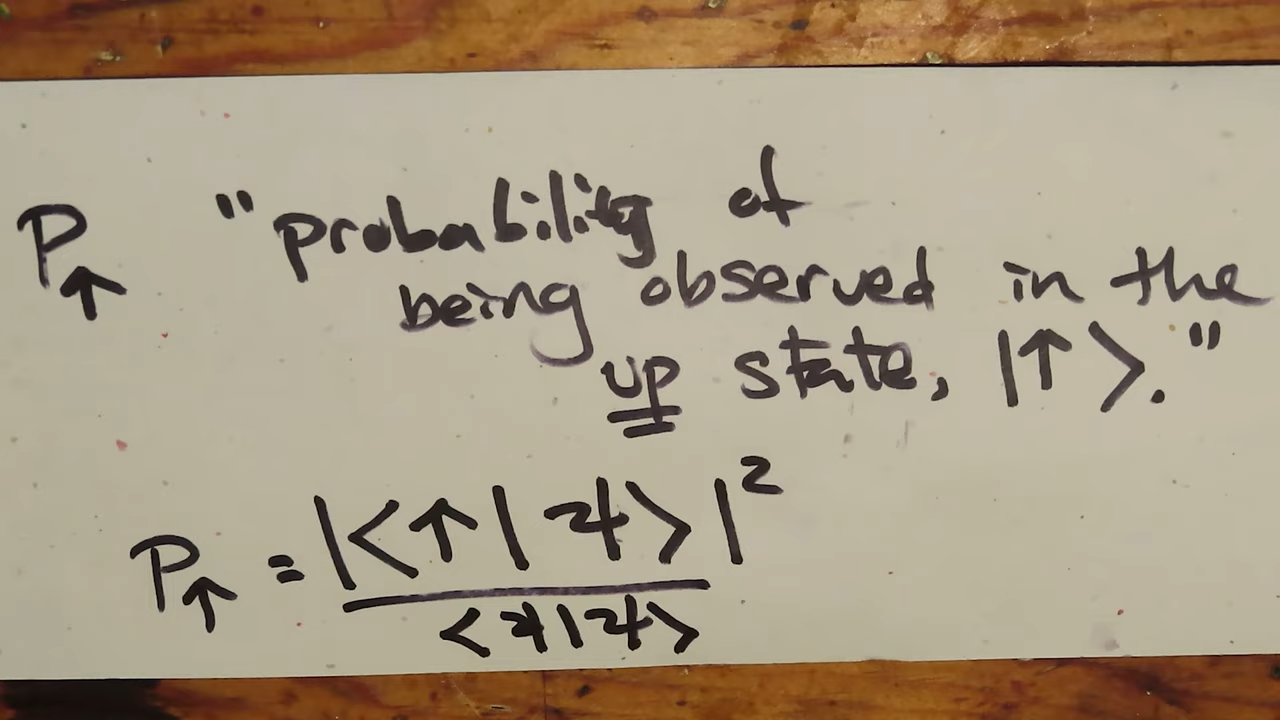 P↑ "probability of
being observed in the
up state, |↑⟩."
P↑ = |⟨↑|ψ⟩|²
⟨ψ|ψ⟩